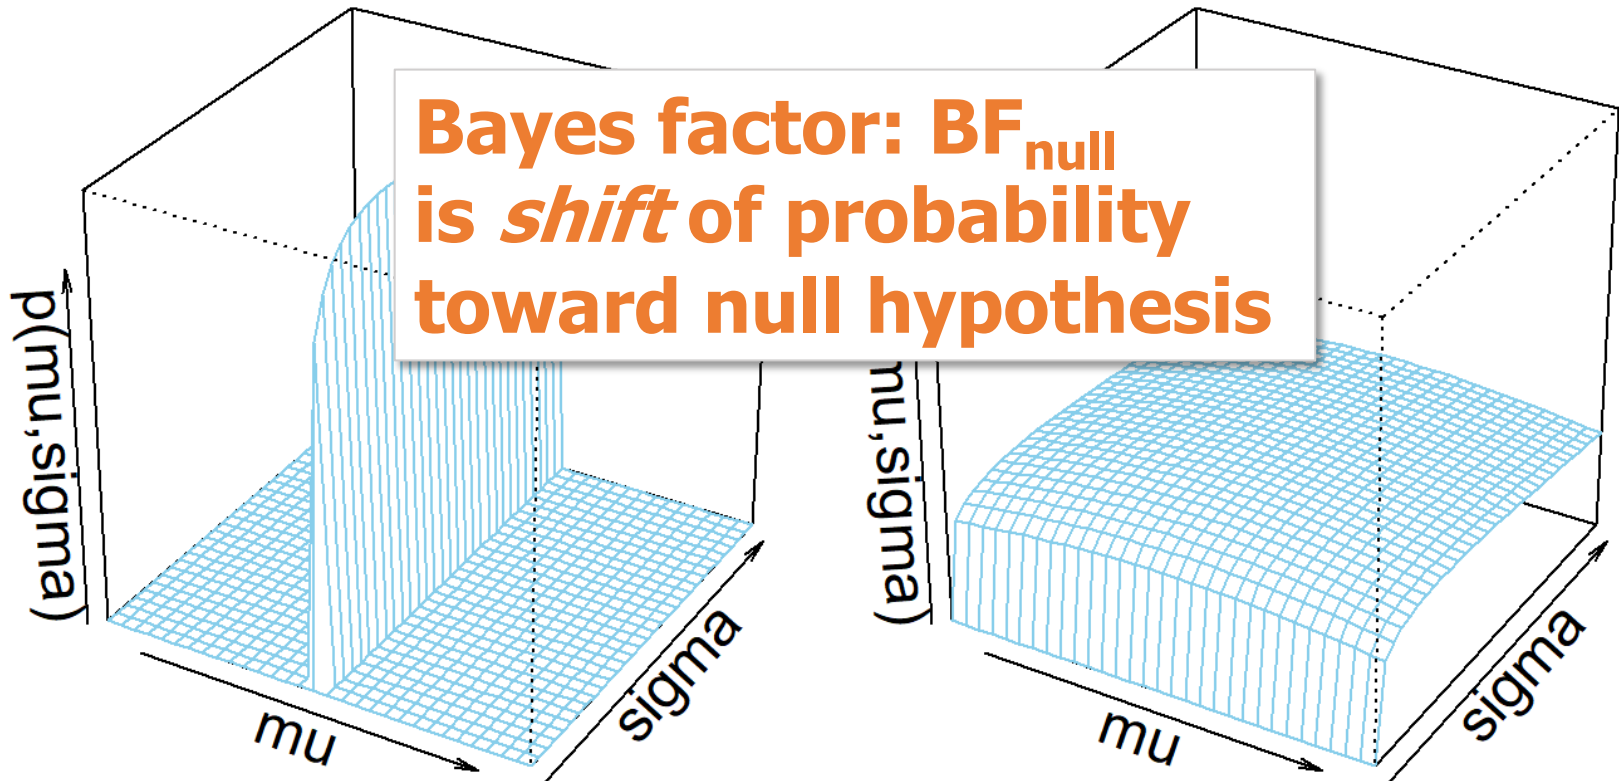 Bayes factor: BFnull
is shift of probability
toward null hypothesis
p(mu,sigma)
mu
sigma
mu,sigma)
mu
sigma